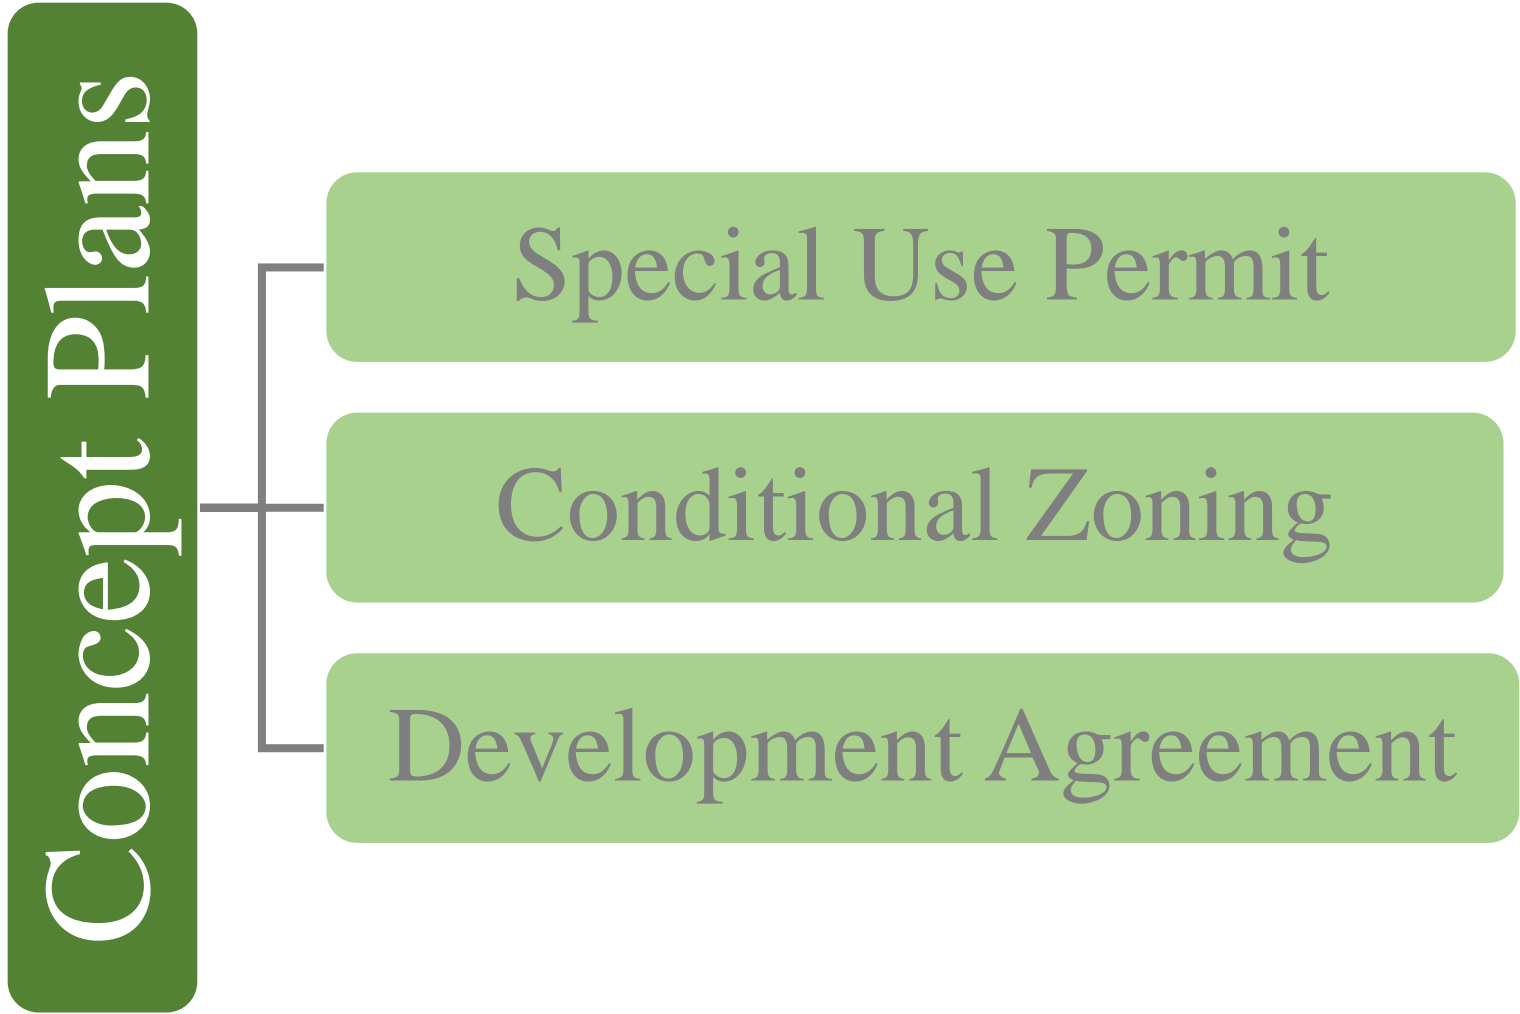 Concept Plans
Special Use Permit
Conditional Zoning
Development Agreement